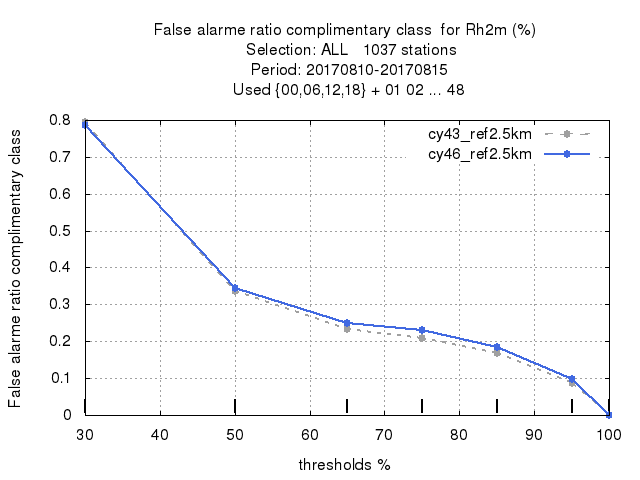 False alarme ratio complimentary class  for Rh2m (%)
Selection: ALL   1037 stations
Period: 20170810-20170815
Used {00,06,12,18} + 01 02 ... 48
False alarme ratio complimentary class
0.8
0.7
0.6
0.5
0.4
0.3
0.2
0.1
0
cy43_ref2.5km
cy46_ref2.5km
30 40 50 60 70 80 90 100
thresholds %